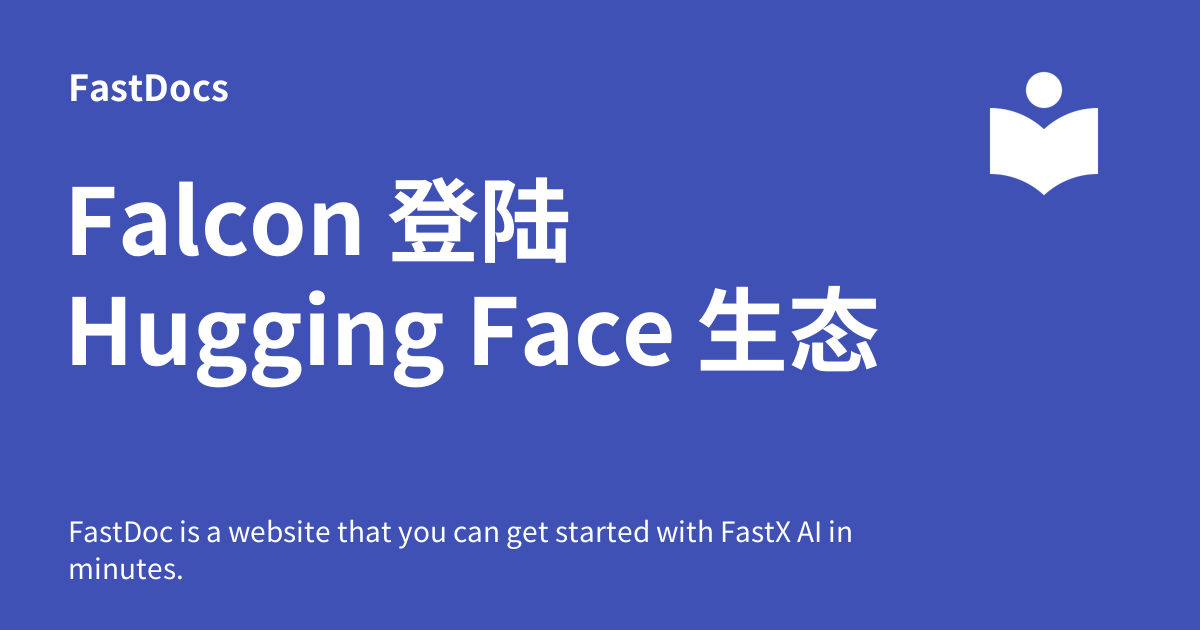 FastDocs
Falcon 登陆
Hugging Face 生态
FastDoc is a website that you can get started with FastX AI in
minutes.